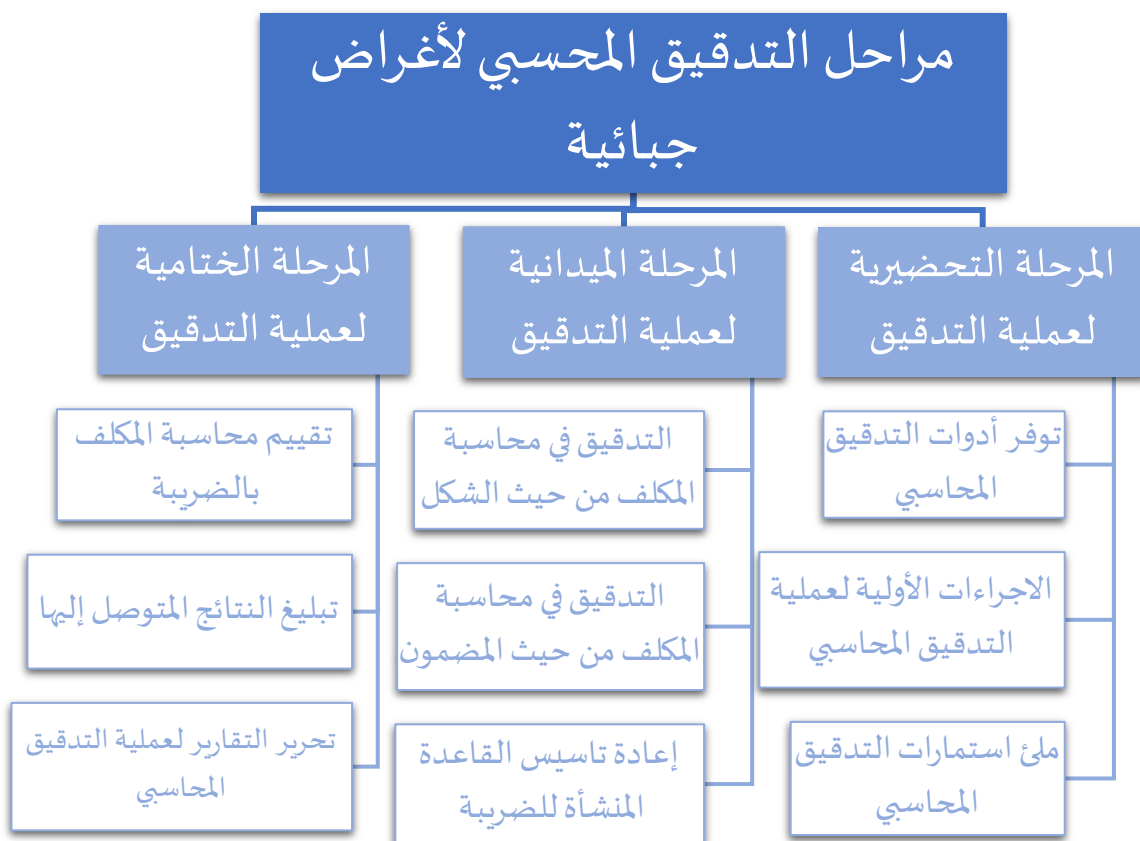 مراحل التدقيق المحسبي لأغراض
جبائية
المرحلة التحضيرية
لعملية التدقيق
توفر أدوات التدقيق
المحاسبي
الاجراءات الأولية لعملية
التدقيق المحاسبي
ملئ استمارات التدقيق
المحاسبي
المرحلة الميدانية
لعملية التدقيق
التدقيق في محاسبة
المكلف من حيث الشكل
التدقيق في محاسبة
المكلف من حيث المضمون
إعادة تاسيس القاعدة
المنشأة للضريبة
المرحلة الختامية
لعملية التدقيق
تقييم محاسبة المكلف
بالضريبة
تبليغ النتائج المتوصل إليها
تحرير التقارير لعملية التدقيق
المحاسبي